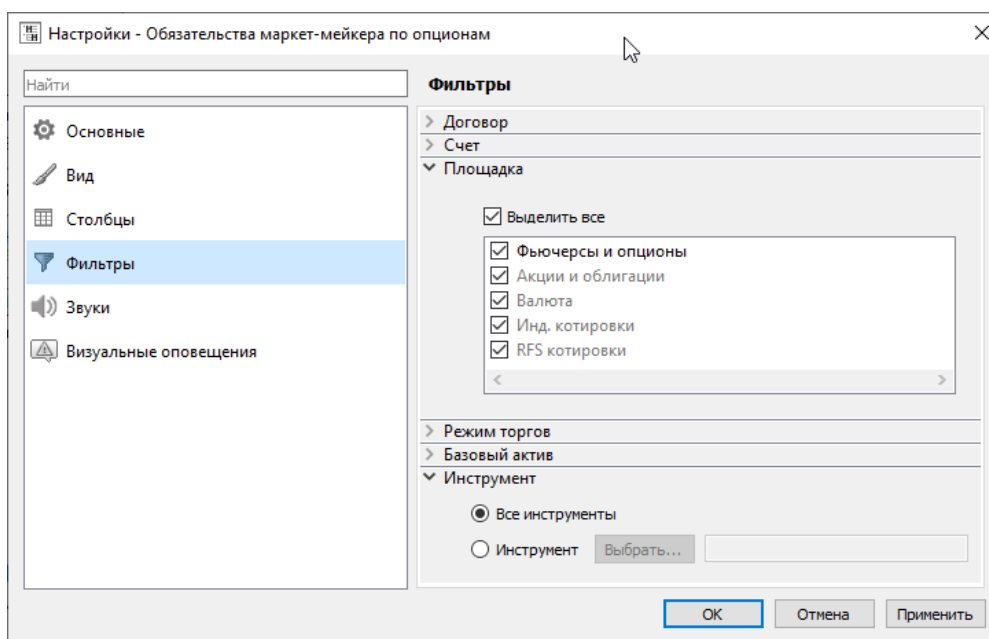 Настройки - Обязательства маркет-мейкера по опционам
Найти
Основные
Вид
Столбцы
Фильтры
Звуки
Визуальные оповещения
Фильтры
Договор
Счет
Площадка
Выделить все
Фьючерсы и опционы
Акции и облигации
Валюта
Инд. котировки
RFS котировки
Режим торгов
Базовый актив
Инструмент
Все инструменты
Инструмент Выбрать...
ОК Отмена Применить